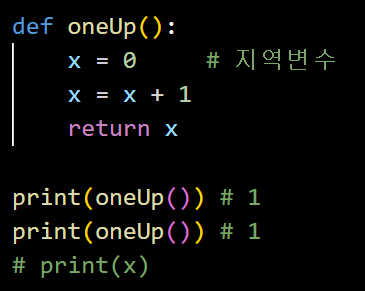 def oneUp():
    x = 0     # 지역변수
    x = x + 1
    return x

print(oneUp()) # 1
print(oneUp()) # 1
# print(x)